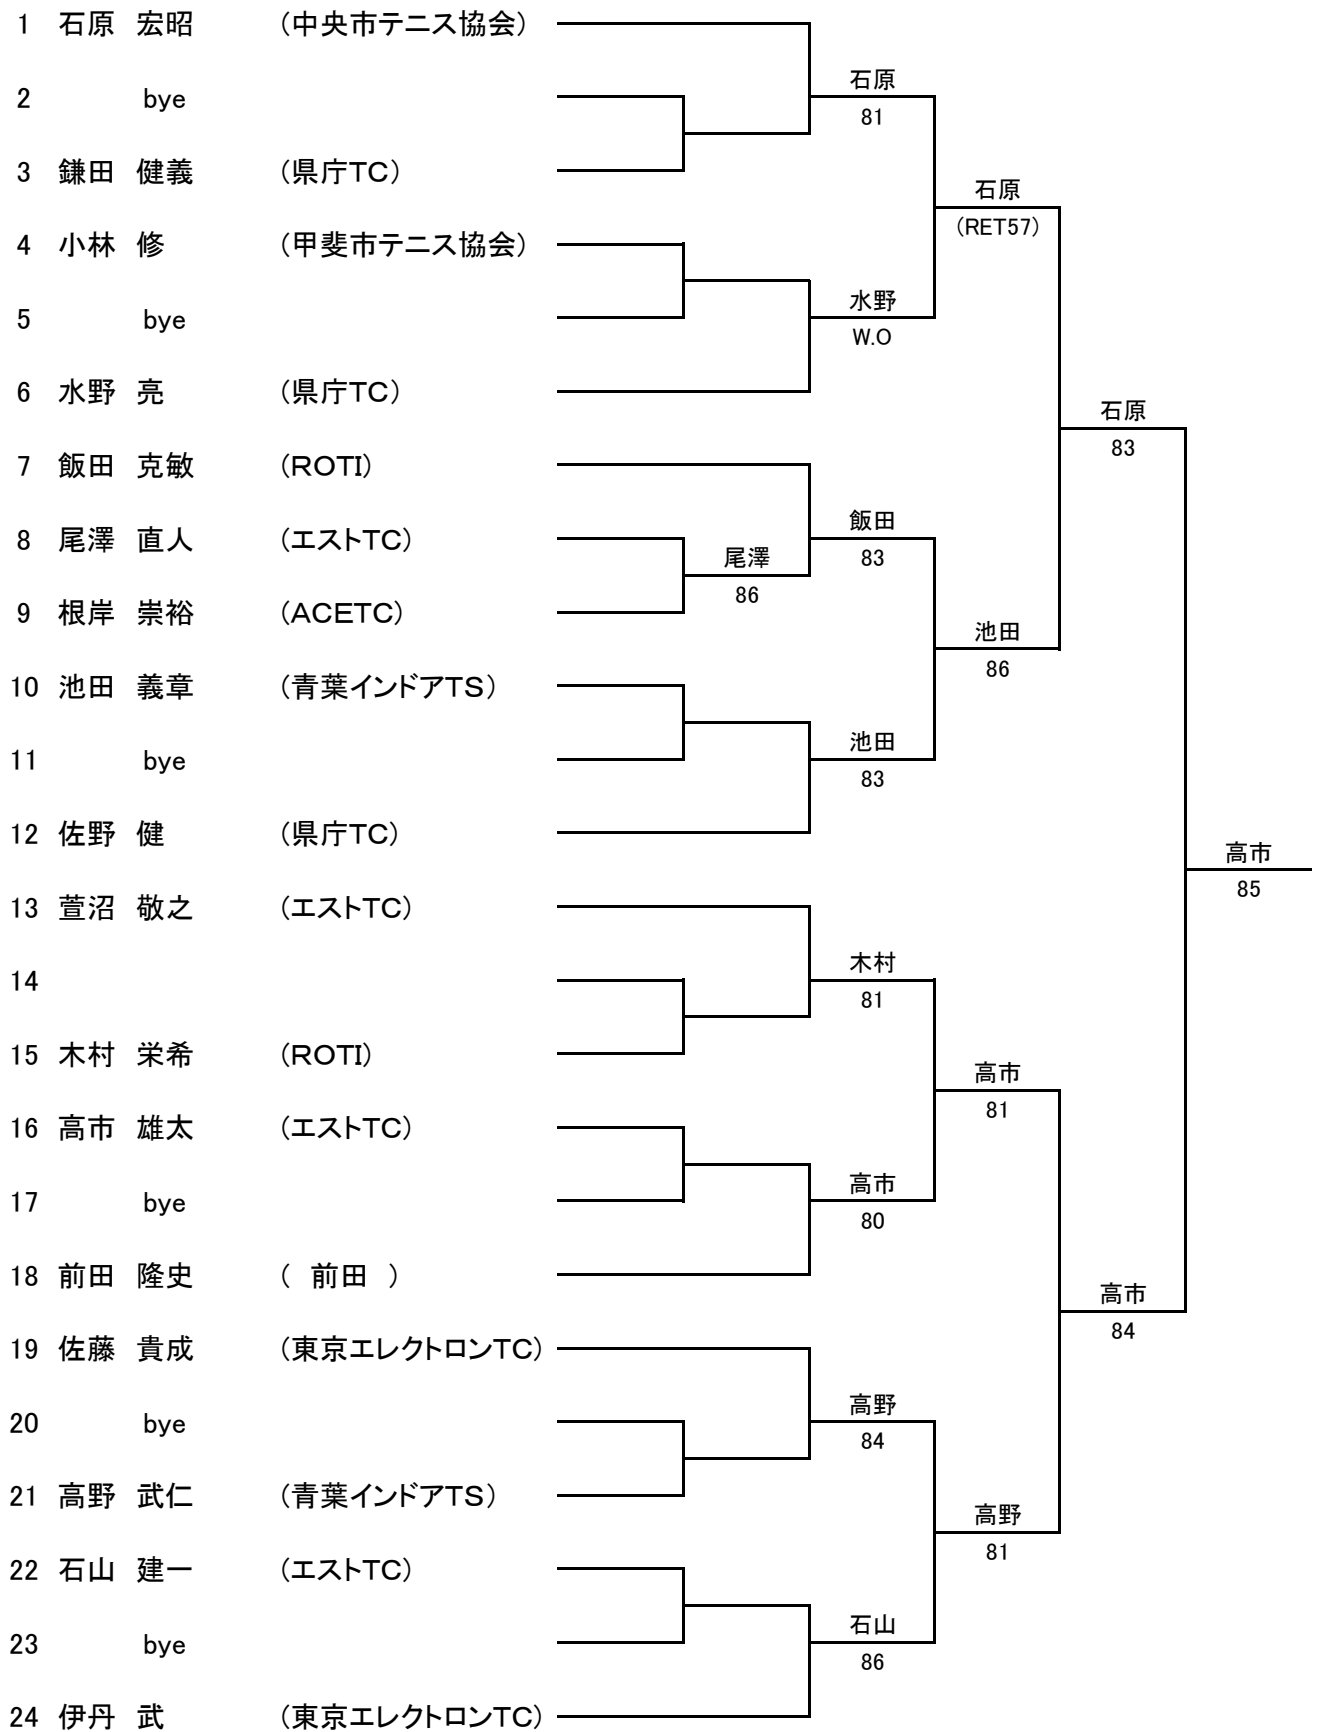 1 石原 宏昭 (中央市テニス協会)
石原
2 bye
81
3 鎌田 健義 (県庁TC)
石原
(RET57)
4 小林 修 (甲斐市テニス協会)
水野
5 bye
W.O
6 水野 亮 (県庁TC)
石原
83
7 飯田 克敏 (ROTI)
飯田
8 尾澤 直人 (エストTC)
尾澤
83
86
9 根岸 崇裕 (ACETC)
池田
86
10 池田 義章 (青葉インドアTS)
池田
11 bye
83
12 佐野 健 (県庁TC)
高市
85
13 萱沼 敬之 (エストTC)
木村
14
81
15 木村 栄希 (ROTI)
高市
81
16 高市 雄太 (エストTC)
高市
17 bye
80
18 前田 隆史 ( 前田 )
高市
84
19 佐藤 貴成 (東京エレクトロンTC)
高野
20 bye
84
21 高野 武仁 (青葉インドアTS)
高野
81
22 石山 建一 (エストTC)
石山
23 bye
86
24 伊丹 武 (東京エレクトロンTC)